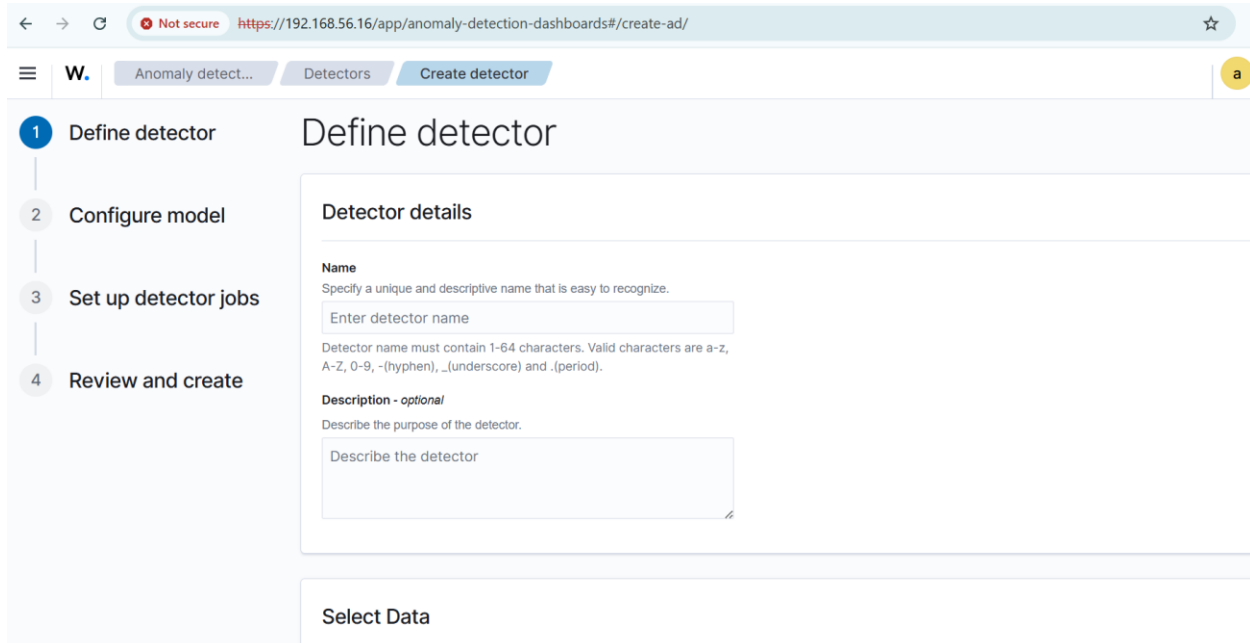 Not secure https://192.168.56.16/app/anomaly-detection-dashboards#/create-ad/
W. Anomaly detect... Detectors Create detector a
1 Define detector
2 Configure model
3 Set up detector jobs
4 Review and create
Define detector
Detector details
Name
Specify a unique and descriptive name that is easy to recognize.
Enter detector name
Detector name must contain 1-64 characters. Valid characters are a-z,
A-Z, 0-9, -(hyphen), _(underscore) and .(period).
Description - optional
Describe the purpose of the detector.
Describe the detector
Select Data